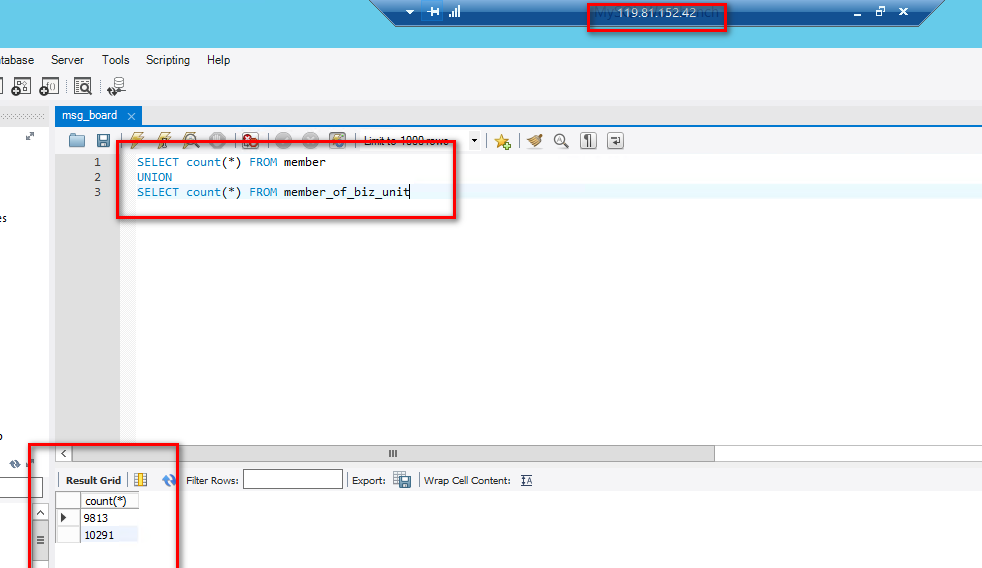 119.81.152.42
tabase Server Tools Scripting Help
msg_board
Limit to 1000 rows
1 SELECT count(*) FROM member
2 UNION
3 SELECT count(*) FROM member_of_biz_unit
es
Result Grid Filter Rows: Export: Wrap Cell Content:
count(*)
9813
10291